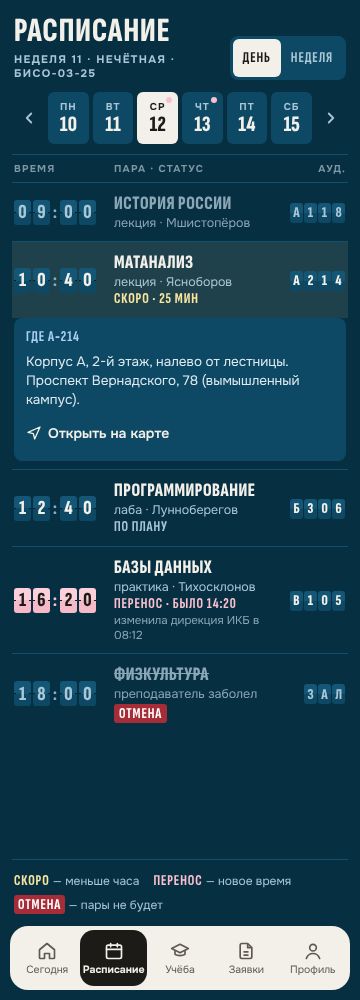 РАСПИСАНИЕ
НЕДЕЛЯ 11 · НЕЧЁТНАЯ ·
БИСО-03-25
ДЕНЬ НЕДЕЛЯ
ПН ВТ СР ЧТ ПТ СБ
10 11 12 13 14 15
ВРЕМЯ ПАРА · СТАТУС АУД.
09:00 ИСТОРИЯ РОССИИ А118
лекция · Мшистопёров
10:40 МАТАНАЛИЗ А214
лекция · Ясноборов
СКОРО · 25 МИН
ГДЕ А-214
Корпус А, 2-й этаж, налево от лестницы.
Проспект Вернадского, 78 (вымышленный
кампус).
Открыть на карте
12:40 ПРОГРАММИРОВАНИЕ Б306
лаба · Лунноберегов
ПО ПЛАНУ
16:20 БАЗЫ ДАННЫХ В105
практика · Тихосклонов
ПЕРЕНОС · БЫЛО 14:20
изменила дирекция ИКБ в
08:12
18:00 ФИЗКУЛЬТУРА ЗАЛ
преподаватель заболел
ОТМЕНА
СКОРО — меньше часа ПЕРЕНОС — новое время
ОТМЕНА — пары не будет
Сегодня Расписание Учёба Заявки Профиль